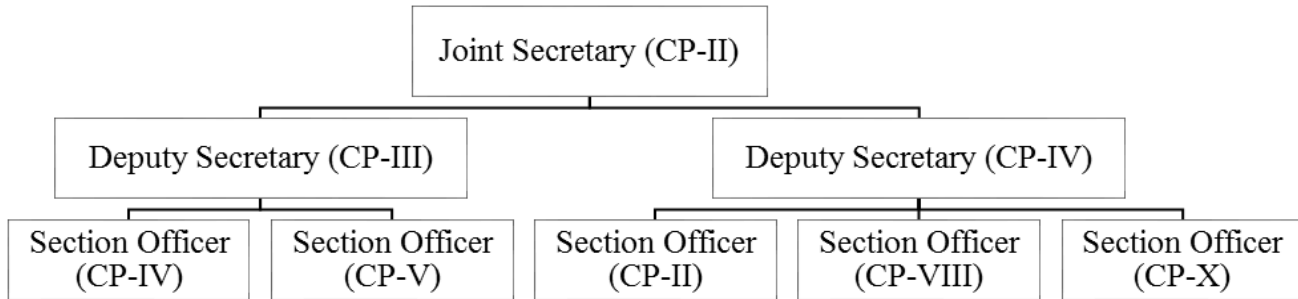 Joint Secretary (CP-II)
Deputy Secretary (CP-III)
Deputy Secretary (CP-IV)
Section Officer
(CP-IV)
Section Officer
(CP-V)
Section Officer
(CP-II)
Section Officer
(CP-VIII)
Section Officer
(CP-X)